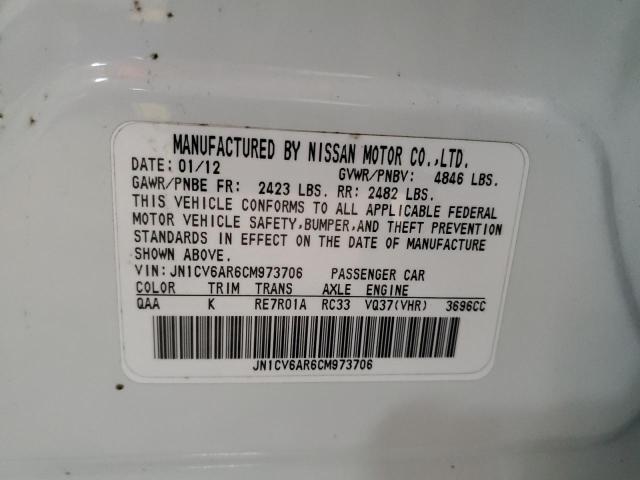 MANUFACTURED BY NISSAN MOTOR CO.,LTD.
DATE: 01/12 GVWR/PNBV: 4846 LBS.
GAWR/PNBE FR: 2423 LBS. RR: 2482 LBS.
THIS VEHICLE CONFORMS TO ALL APPLICABLE FEDERAL
MOTOR VEHICLE SAFETY,BUMPER,AND THEFT PREVENTION
STANDARDS IN EFFECT ON THE DATE OF MANUFACTURE
SHOWN ABOVE.
VIN: JN1CV6AR6CM973706 PASSENGER CAR
COLOR TRIM TRANS AXLE ENGINE
QAA K RE7R01A RC33 VQ37(VHR) 3696CC
JN1CV6AR6CM973706